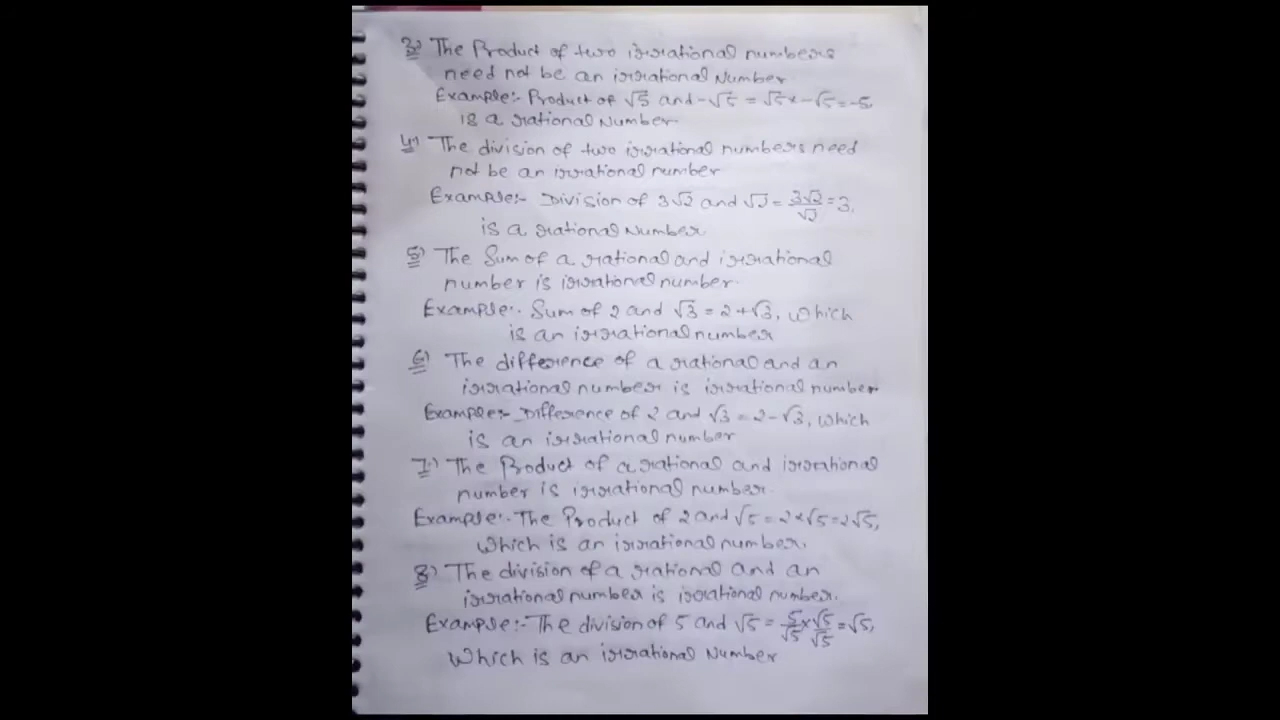 3) The Product of two irrational numbers
need not be an irrational Number
Example:- Product of √5 and -√5 = √5 x -√5 = -5,
is a rational Number.
4) The division of two irrational numbers need
not be an irrational number
Example:- Division of 3√2 and √2 = 3√2/√2 = 3,
is a rational Number.
5) The Sum of a rational and irrational
number is irrational number.
Example:- Sum of 2 and √3 = 2+√3, Which
is an irrational number
6) The difference of a rational and an
irrational number is irrational number
Example:- Difference of 2 and √3 = 2-√3, Which
is an irrational number
7) The Product of a rational and irrational
number is irrational number.
Example:- The Product of 2 and √5 = 2x√5 = 2√5,
Which is an irrational number.
8) The division of a rational and an
irrational number is irrational number.
Example:- The division of 5 and √5 = 5/√5 x √5/√5 = √5,
Which is an irrational Number